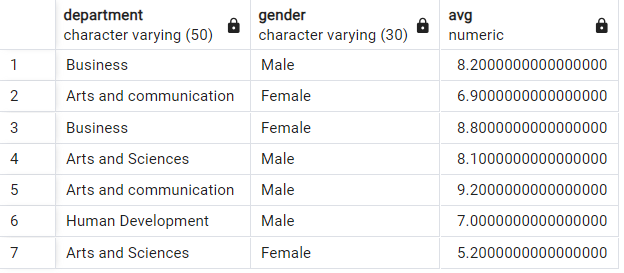 department gender avg
character varying (50) character varying (30) numeric
1 Business Male 8.2000000000000000
2 Arts and communication Female 6.9000000000000000
3 Business Female 8.8000000000000000
4 Arts and Sciences Male 8.1000000000000000
5 Arts and communication Male 9.2000000000000000
6 Human Development Male 7.0000000000000000
7 Arts and Sciences Female 5.2000000000000000